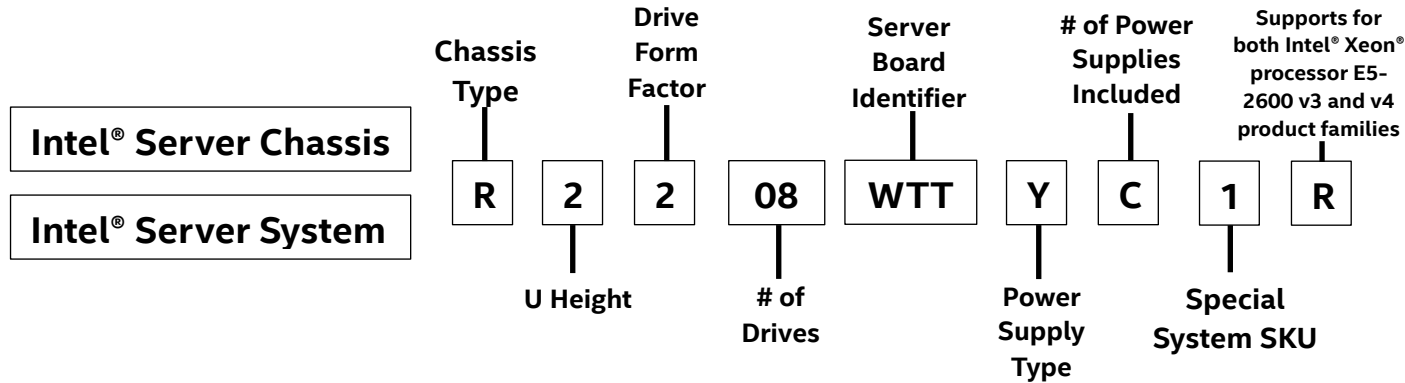 Chassis
Type
Drive
Form
Factor
Server
Board
Identifier
# of Power
Supplies
Included
Supports for
both Intel® Xeon®
processor E5-
2600 v3 and v4
product families
Intel® Server Chassis
Intel® Server System
R 2 2 08 WTT Y C 1 R
U Height
# of
Drives
Power
Supply
Type
Special
System SKU